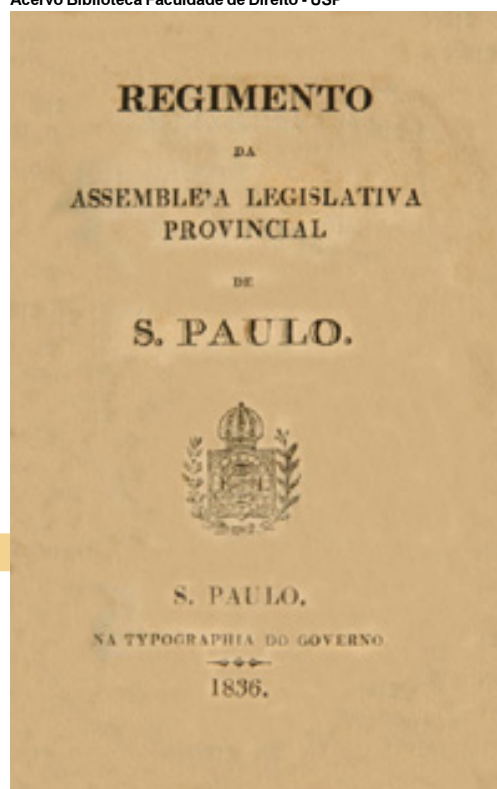 Acervo Biblioteca Faculdade de Direito - USP
REGIMENTO
DA
ASSEMBLE'A LEGISLATIVA
PROVINCIAL
DE
S. PAULO.
S. PAULO.
NA TYPOGRAPHIA DO GOVERNO
1836.